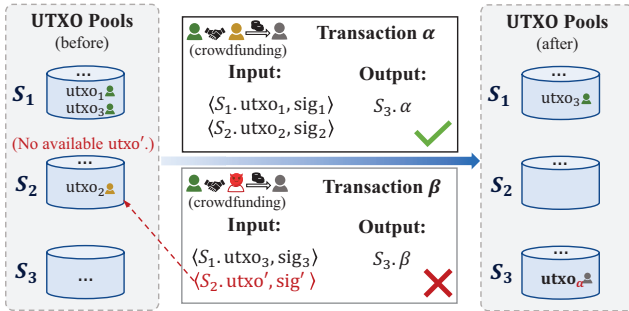 UTXO Pools
(before)
...
S₁
utxo₁
utxo₃
(No available utxo′.)
...
S₂
utxo₂
S₃
...
Transaction α
(crowdfunding)
Input: Output:
⟨S₁.utxo₁, sig₁⟩ S₃.α
⟨S₂.utxo₂, sig₂⟩
Transaction β
(crowdfunding)
Input: Output:
⟨S₁.utxo₃, sig₃⟩ S₃.β
⟨S₂.utxo′, sig′ ⟩
UTXO Pools
(after)
...
S₁
utxo₃
...
S₂
...
S₃
utxoα